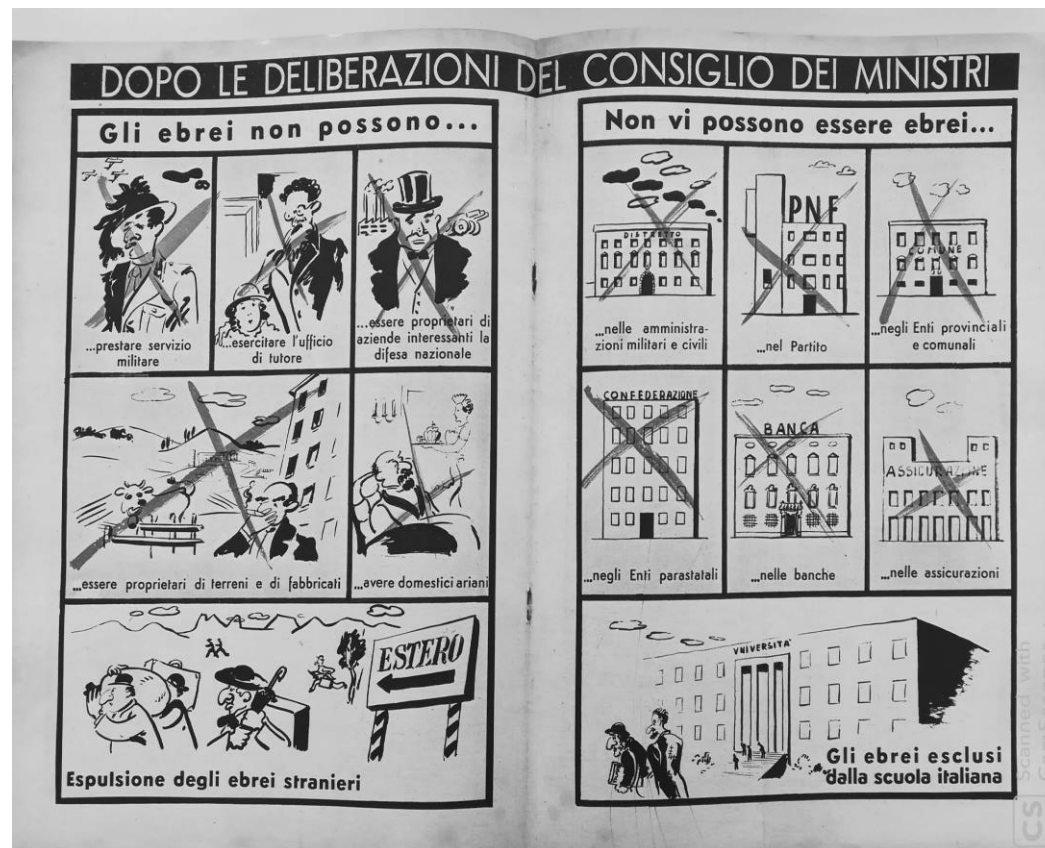 DOPO LE DELIBERAZIONI DEL CONSIGLIO DEI MINISTRI
Gli ebrei non possono...
...prestare servizio
militare
...esercitare l'ufficio
di tutore
...essere proprietari di
aziende interessanti la
difesa nazionale
...essere proprietari di terreni e di fabbricati
...avere domestici ariani
ESTERO
Espulsione degli ebrei stranieri
Non vi possono essere ebrei...
DISTRETTO
...nelle amministra-
zioni militari e civili
PNF
...nel Partito
COMUNE
...negli Enti provinciali
e comunali
CONFEDERAZIONE
...negli Enti parastatali
BANCA
...nelle banche
ASSICURAZIONE
...nelle assicurazioni
VNIVERSITA'
Gli ebrei esclusi
dalla scuola italiana
CS Scanned with